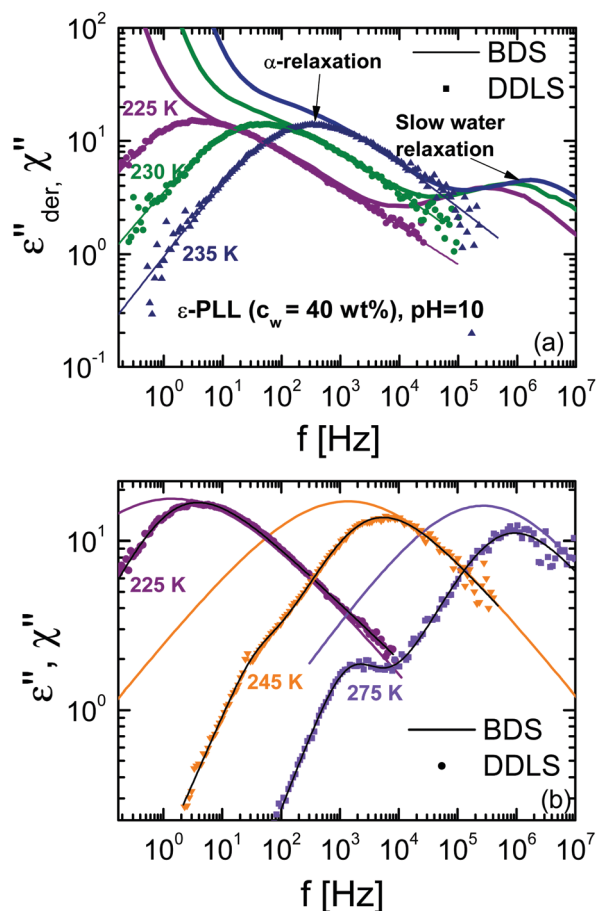 10²
10¹
10⁰
10⁻¹
ε''der, χ''
α-relaxation
BDS
DDLS
225 K
Slow water
relaxation
230 K
235 K
ε-PLL (cw = 40 wt%), pH=10
(a)
10⁰ 10¹ 10² 10³ 10⁴ 10⁵ 10⁶ 10⁷
f [Hz]
10¹
10⁰
ε'', χ''
225 K
245 K
275 K
BDS
DDLS
(b)
10⁰ 10¹ 10² 10³ 10⁴ 10⁵ 10⁶ 10⁷
f [Hz]